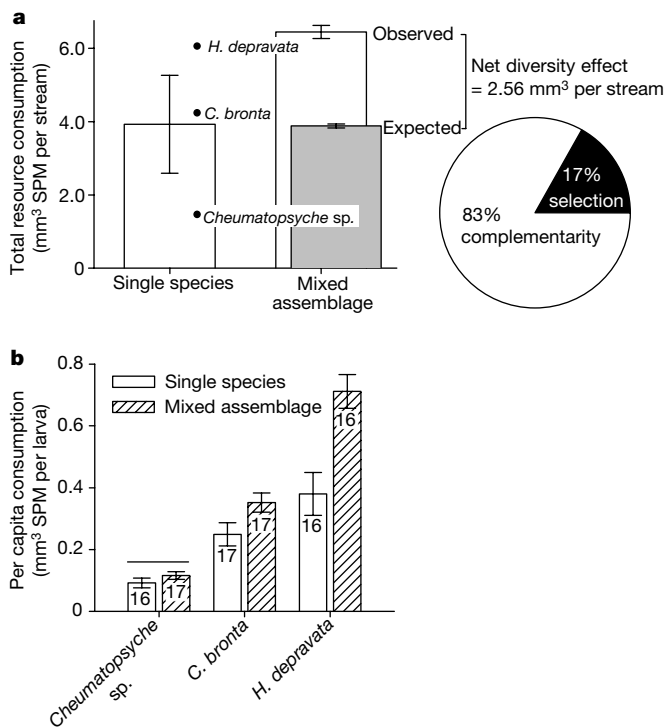 a
Total resource consumption
(mm³ SPM per stream)
6.0
4.0
2.0
0
H. depravata
C. bronta
Cheumatopsyche sp.
Single species
Mixed
assemblage
Observed
Expected
Net diversity effect
= 2.56 mm³ per stream
17%
selection
83%
complementarity
b
Per capita consumption
(mm³ SPM per larva)
0.8
0.6
0.4
0.2
0
Single species
Mixed assemblage
16
17
17
17
16
16
Cheumatopsyche
sp.
C. bronta
H. depravata